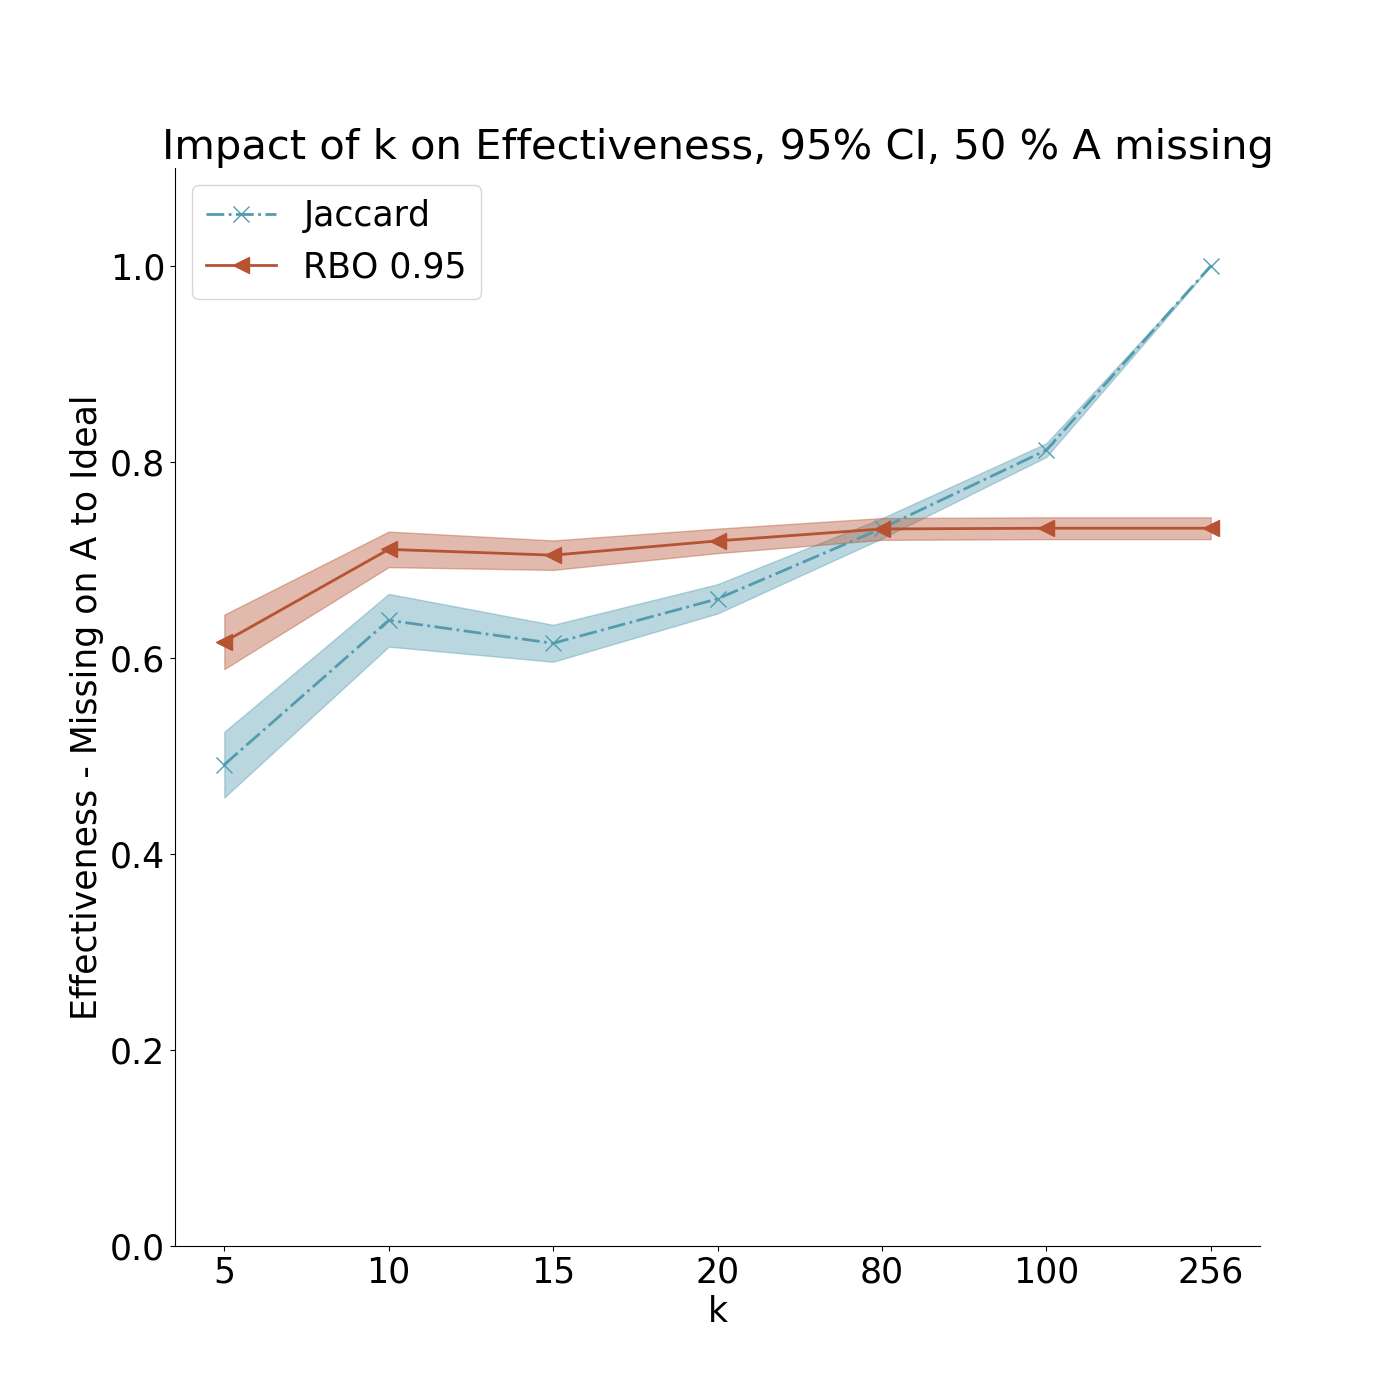 Impact of k on Effectiveness, 95% CI, 50 % A missing
Jaccard
RBO 0.95
Effectiveness - Missing on A to Ideal
1.0
0.8
0.6
0.4
0.2
0.0
5 10 15 20 80 100 256
k